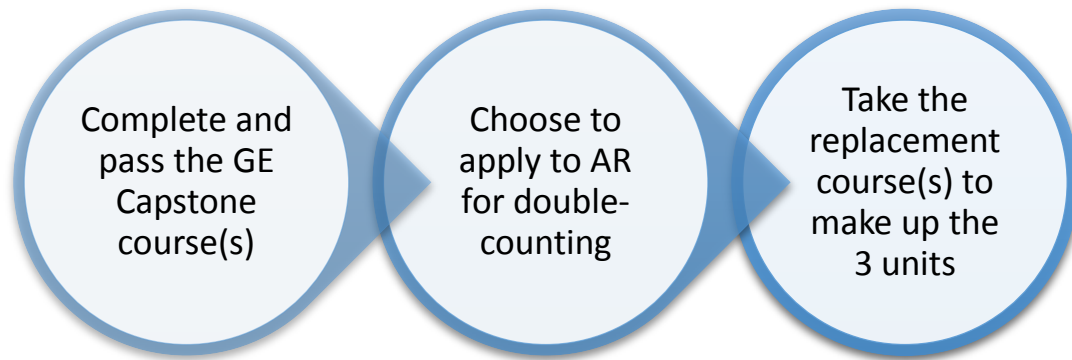 Complete and
pass the GE
Capstone
course(s)
Choose to
apply to AR
for double-
counting
Take the
replacement
course(s) to
make up the
3 units